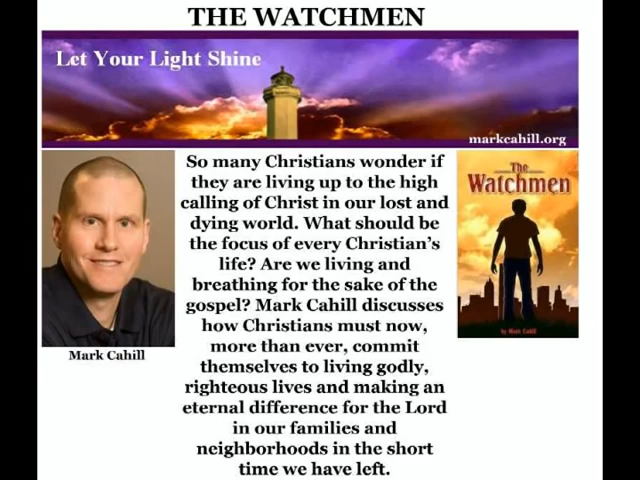 THE WATCHMEN
Let Your Light Shine
markcahill.org
So many Christians wonder if
they are living up to the high
calling of Christ in our lost and
dying world. What should be
the focus of every Christian's
life? Are we living and
breathing for the sake of the
gospel? Mark Cahill discusses
how Christians must now,
more than ever, commit
themselves to living godly,
righteous lives and making an
eternal difference for the Lord
in our families and
neighborhoods in the short
time we have left.
Mark Cahill
The
Watchmen
by Mark Cahill